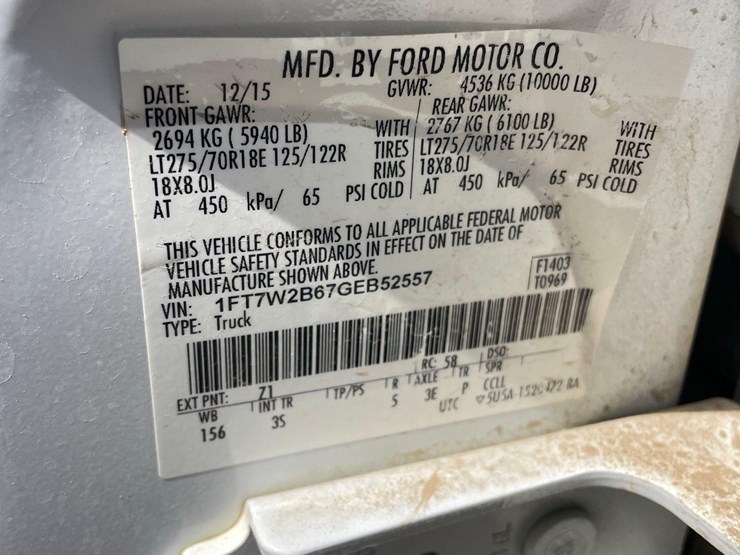 MFD. BY FORD MOTOR CO.
DATE: 12/15 GVWR: 4536 KG (10000 LB)
FRONT GAWR: REAR GAWR:
2694 KG ( 5940 LB) WITH 2767 KG ( 6100 LB) WITH
LT275/70R18E 125/122R TIRES LT275/70R18E 125/122R TIRES
18X8.0J RIMS 18X8.0J RIMS
AT 450 kPa/ 65 PSI COLD AT 450 kPa/ 65 PSI COLD
THIS VEHICLE CONFORMS TO ALL APPLICABLE FEDERAL MOTOR
VEHICLE SAFETY STANDARDS IN EFFECT ON THE DATE OF
MANUFACTURE SHOWN ABOVE.
VIN: 1FT7W2B67GEB52557 F1403
TYPE: Truck T0969
EXT PNT: Z1 RC: 58 DSO:
WB INT TR TP/PS R AXLE TR SPR
156 3S 5 3E P CCLL
UTC